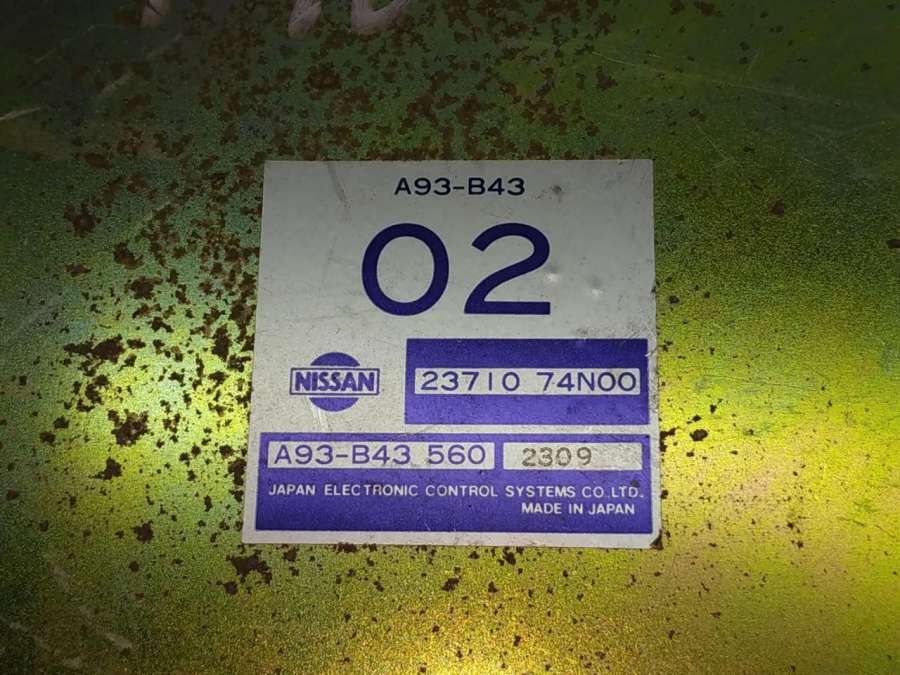 A93-B43
02
NISSAN
23710 74N00
A93-B43 560 2309
JAPAN ELECTRONIC CONTROL SYSTEMS CO.LTD.
MADE IN JAPAN